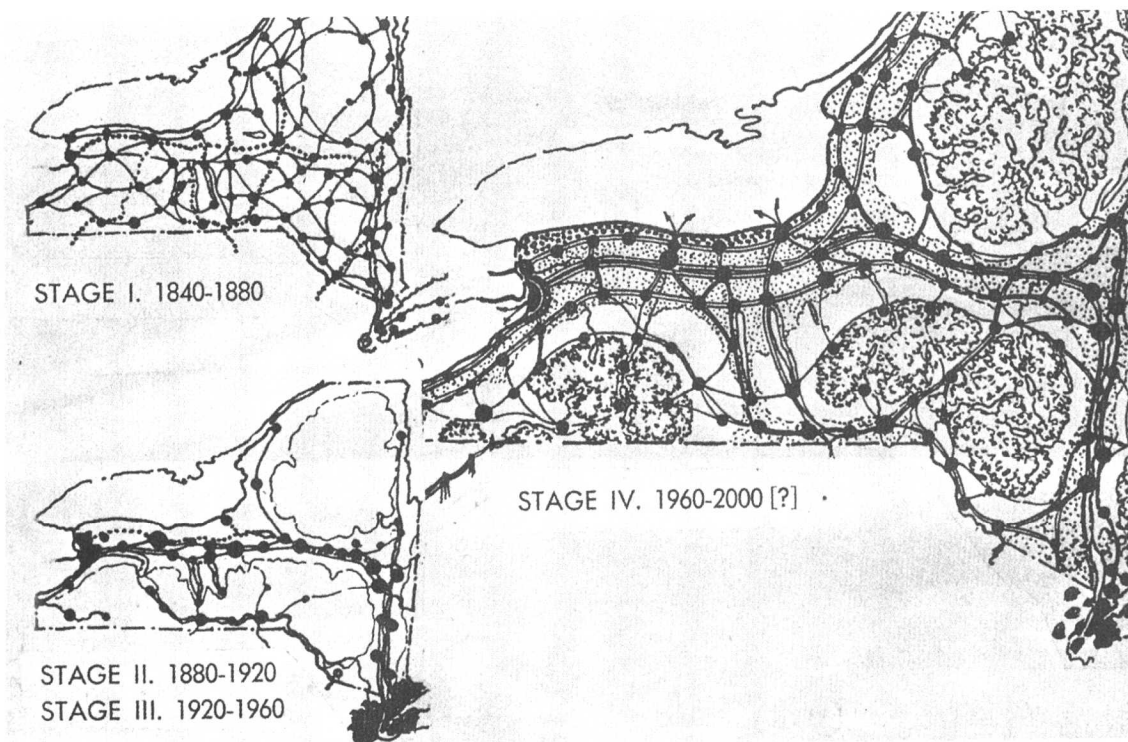 STAGE I. 1840-1880
STAGE IV. 1960-2000 [?]
STAGE II. 1880-1920
STAGE III. 1920-1960